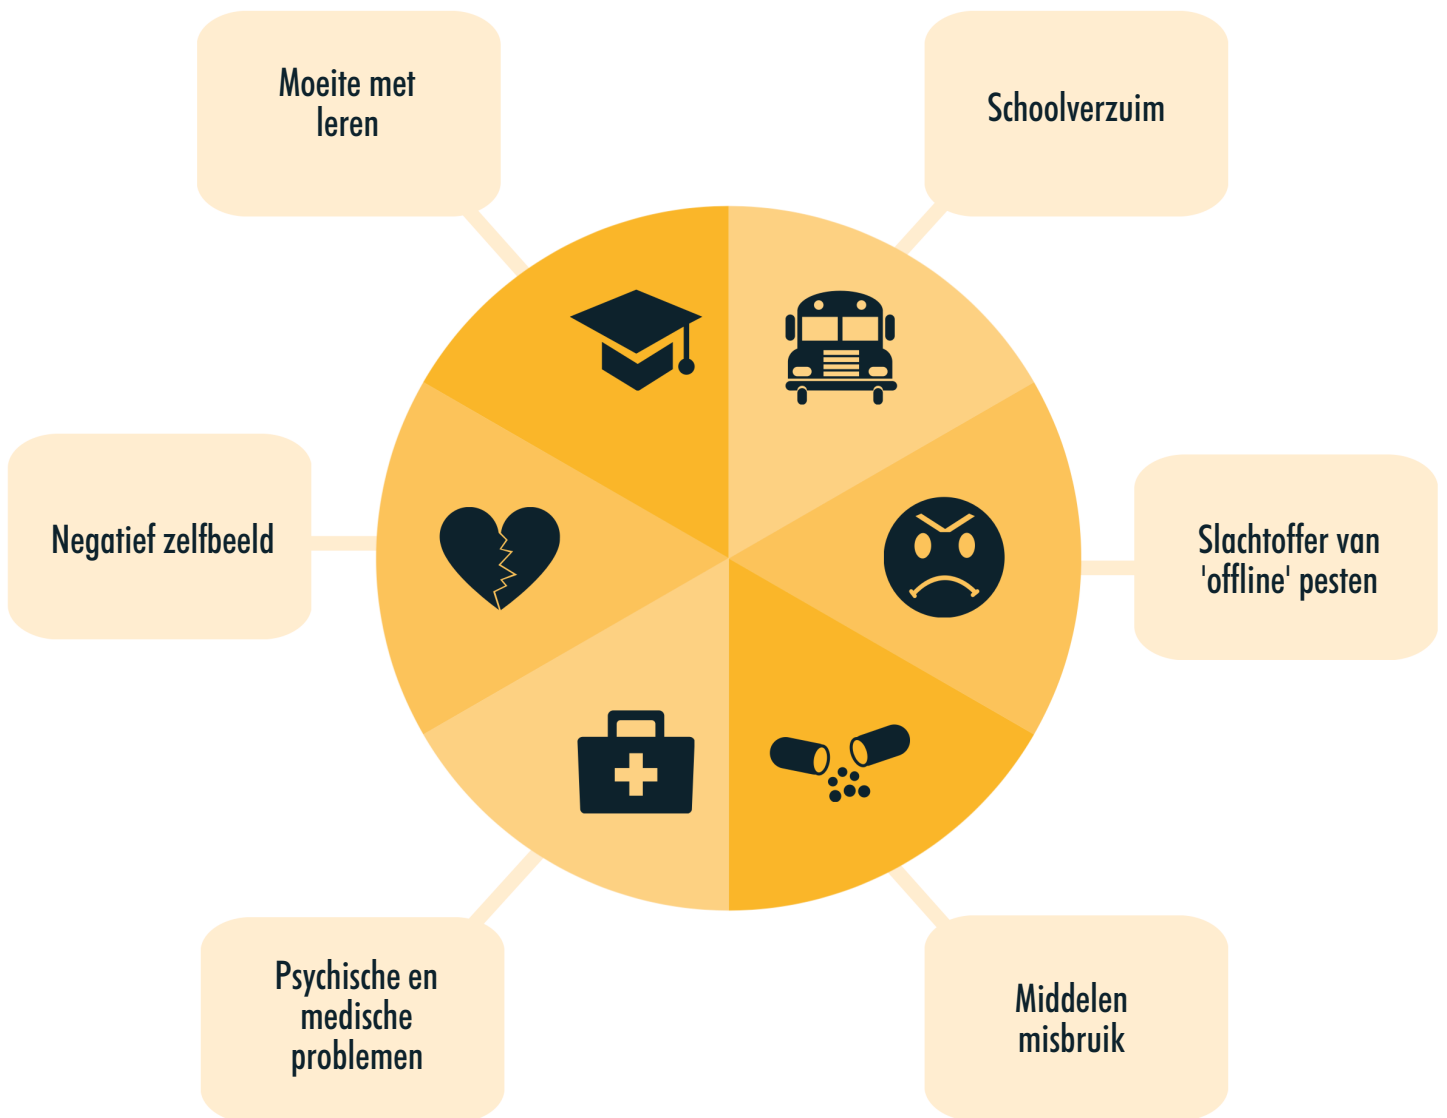 Moeite met
leren
Schoolverzuim
Negatief zelfbeeld
Slachtoffer van
'offline' pesten
Psychische en
medische
problemen
Middelen
misbruik